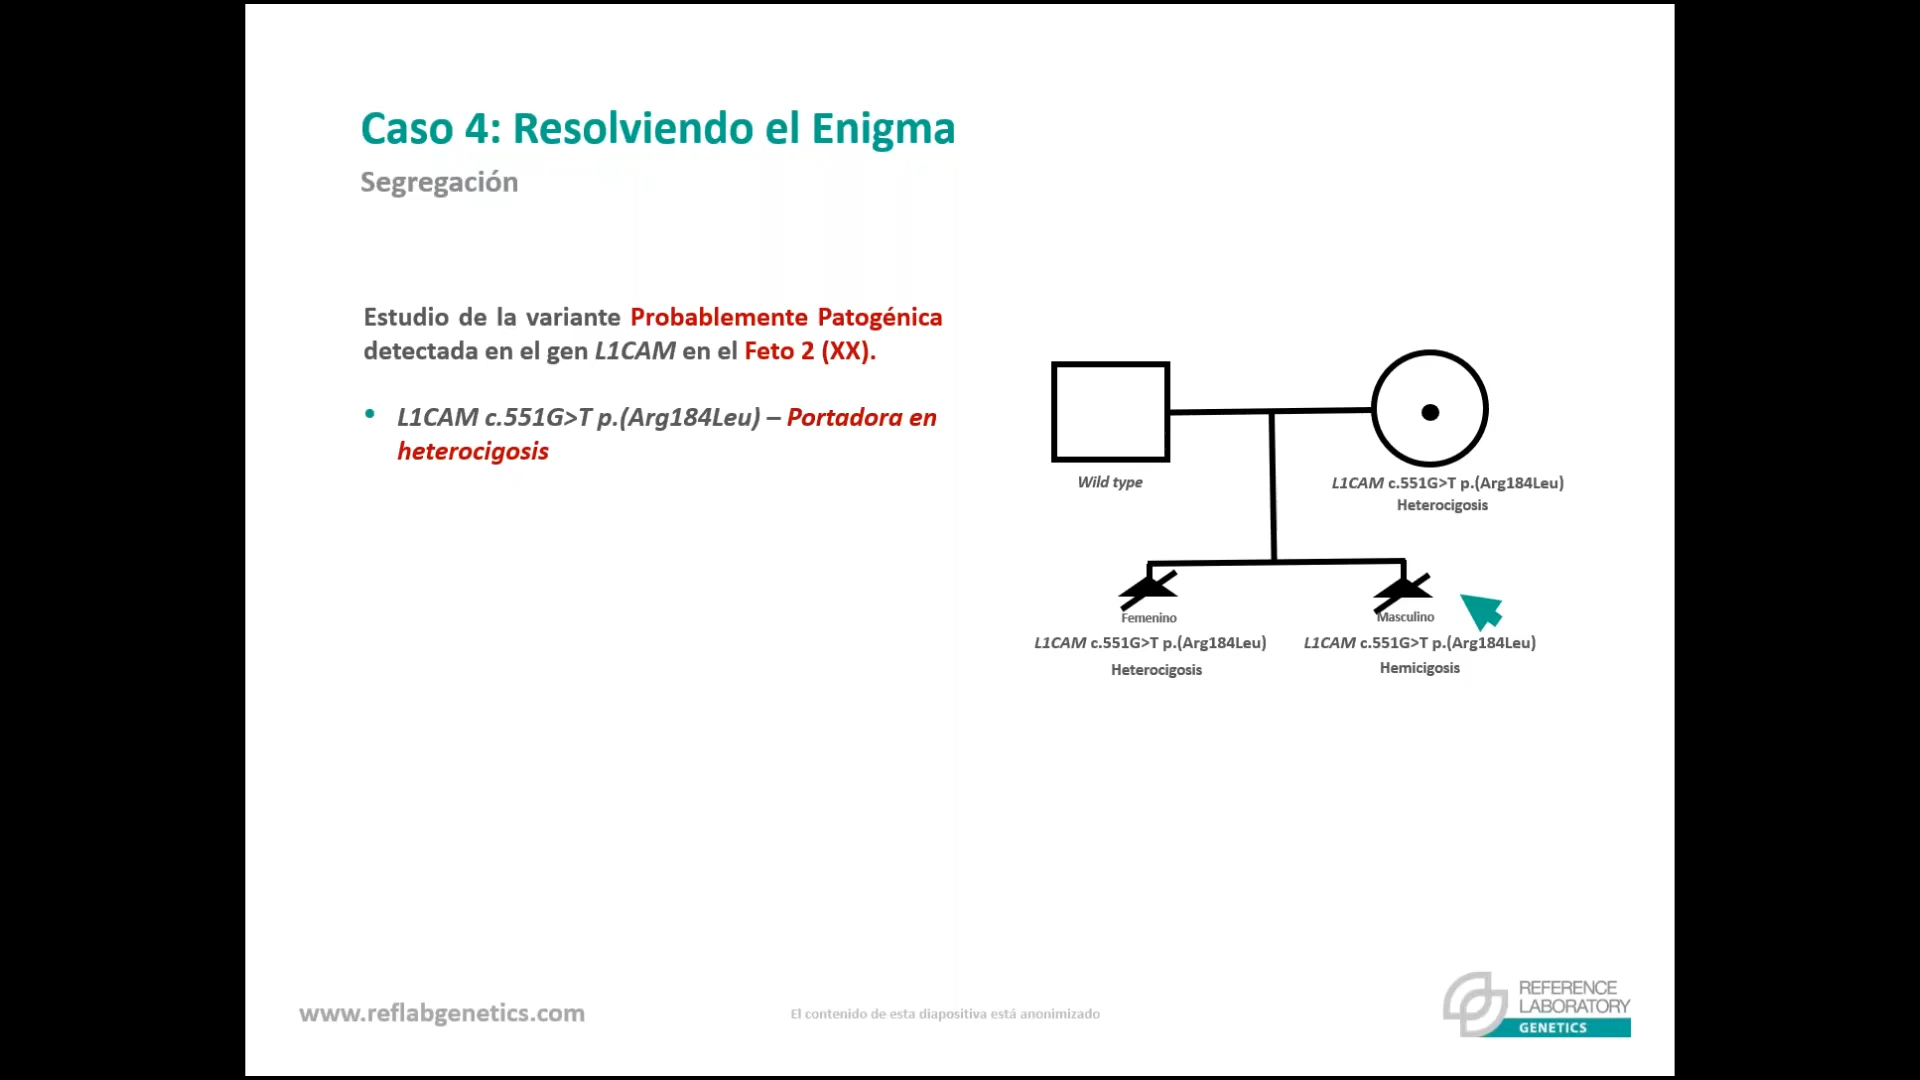 Caso 4: Resolviendo el Enigma
Segregación
Estudio de la variante Probablemente Patogénica
detectada en el gen L1CAM en el Feto 2 (XX).
• L1CAM c.551G>T p.(Arg184Leu) – Portadora en
heterocigosis
Wild type
L1CAM c.551G>T p.(Arg184Leu)
Heterocigosis
Femenino
L1CAM c.551G>T p.(Arg184Leu)
Heterocigosis
Masculino
L1CAM c.551G>T p.(Arg184Leu)
Hemicigosis
www.reflabgenetics.com
El contenido de esta diapositiva está anonimizado
REFERENCE
LABORATORY
GENETICS